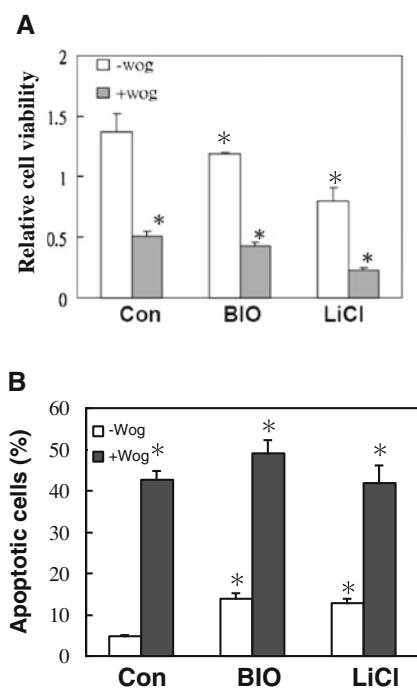 A
Relative cell viability
2
1.5
1
0.5
0
-wog
+wog
*
*
*
*
*
Con BIO LiCl
B
Apoptotic cells (%)
60
50
40
30
20
10
0
-Wog
+Wog
*
*
*
*
*
Con BIO LiCl